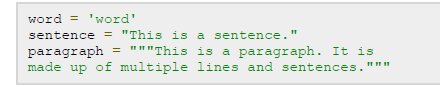 word = 'word'
sentence = "This is a sentence."
paragraph = """This is a paragraph. It is
made up of multiple lines and sentences."""